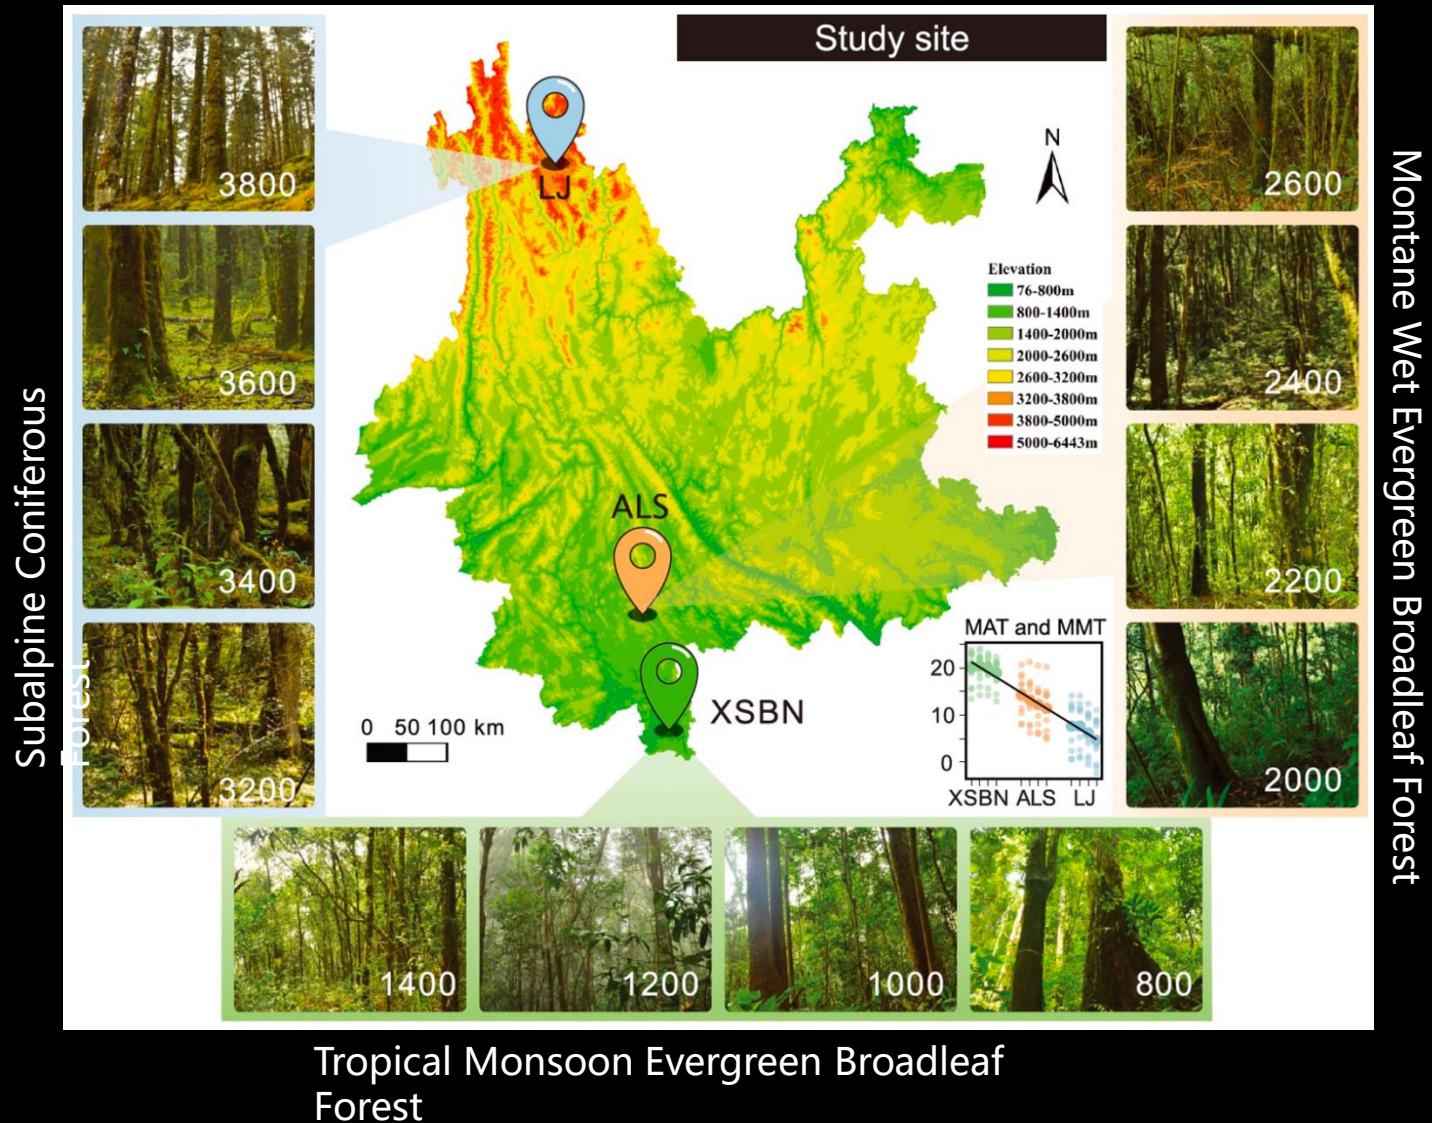 Study site
3800
3600
3400
3200
Subalpine Coniferous
Forest
LJ
N
Elevation
76-800m
800-1400m
1400-2000m
2000-2600m
2600-3200m
3200-3800m
3800-5000m
5000-6443m
ALS
XSBN
0 50 100 km
MAT and MMT
20
10
0
XSBN ALS LJ
2600
2400
2200
2000
Montane Wet Evergreen Broadleaf Forest
1400
1200
1000
800
Tropical Monsoon Evergreen Broadleaf
Forest